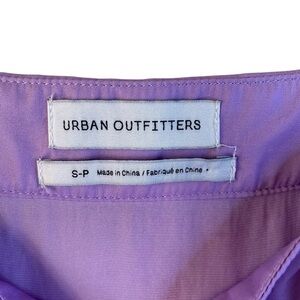 URBAN OUTFITTERS
S-P Made in China / Fabriqué en Chine